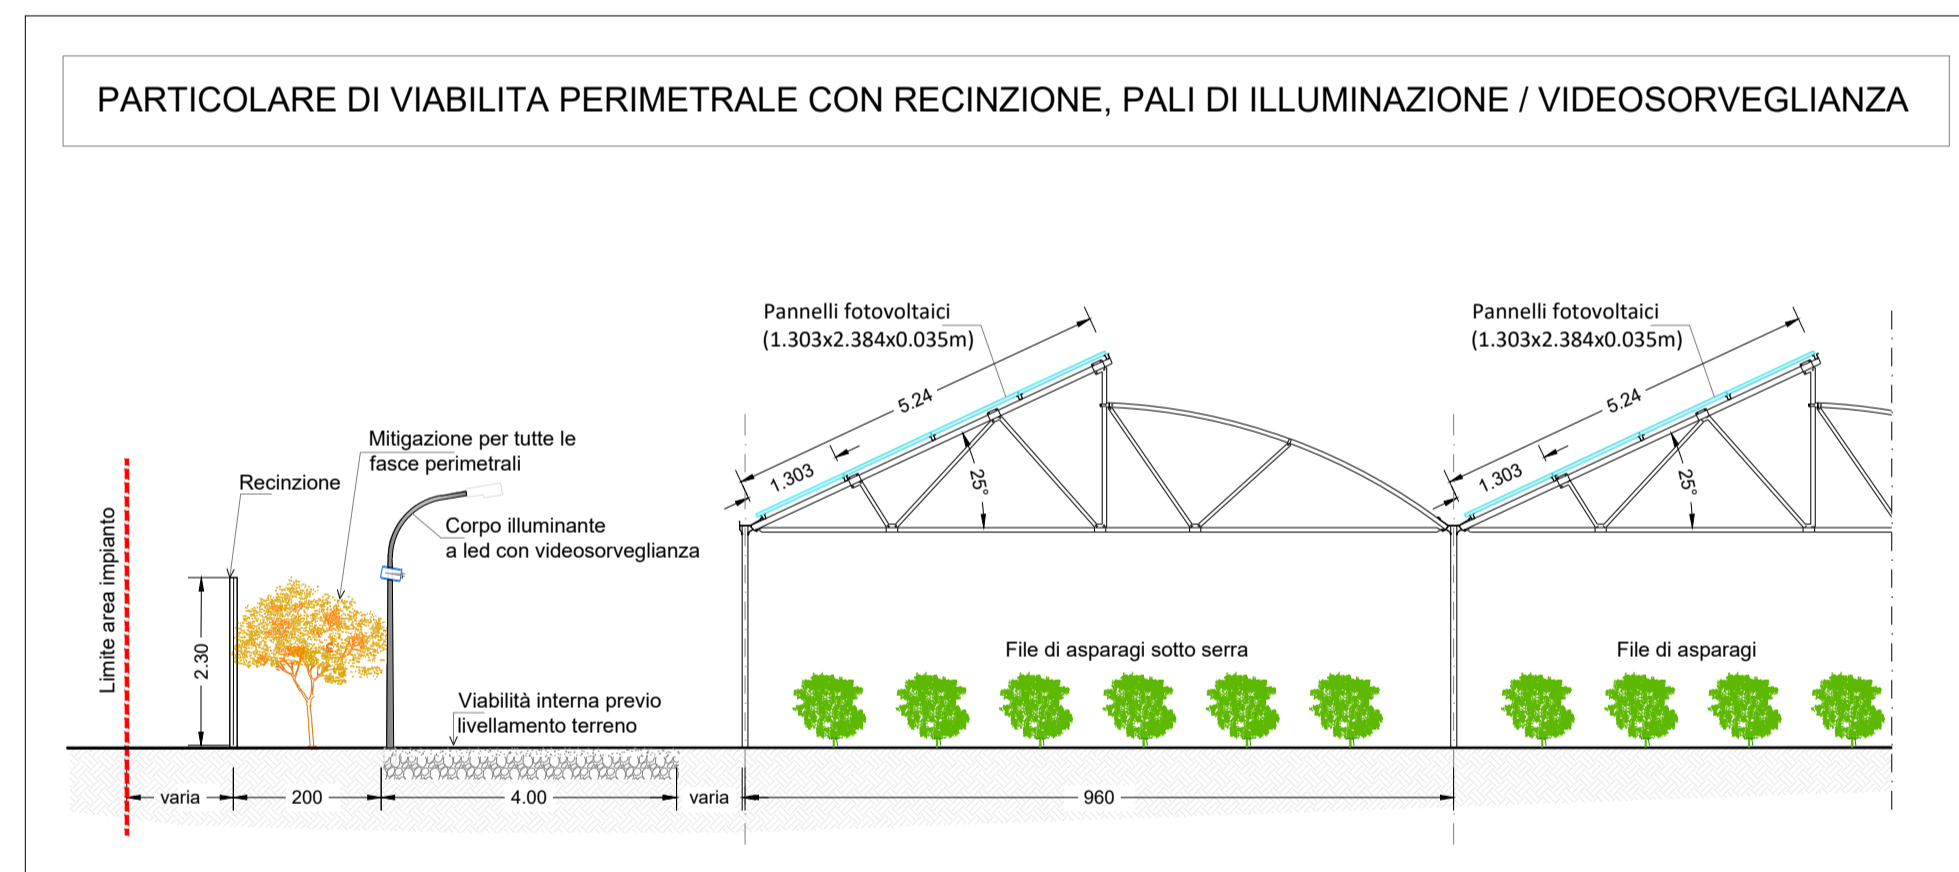 PARTICOLARE DI VIABILITA PERIMETRALE CON RECINZIONE, PALI DI ILLUMINAZIONE / VIDEOSORVEGLIANZA
Pannelli fotovoltaici
(1.303x2.384x0.035m)
Pannelli fotovoltaici
(1.303x2.384x0.035m)
5.24
5.24
1.303
1.303
25°
25°
Mitigazione per tutte le
fasce perimetrali
Recinzione
Corpo illuminante
a led con videosorveglianza
Limite area impianto
2.30
File di asparagi sotto serra
File di asparagi
Viabilità interna previo
livellamento terreno
varia
200
4.00
varia
960